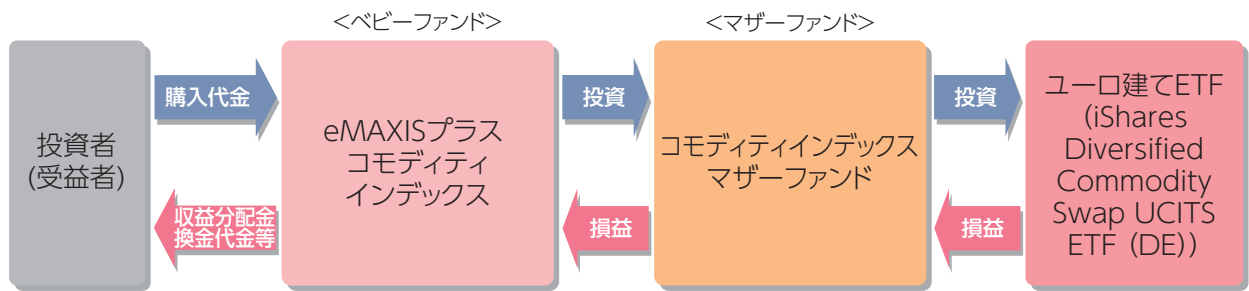 <ベビーファンド>
<マザーファンド>
投資者
(受益者)
購入代金
収益分配金
換金代金等
eMAXISプラス
コモディティ
インデックス
投資
損益
コモディティインデックス
マザーファンド
投資
損益
ユーロ建てETF
(iShares
Diversified
Commodity
Swap UCITS
ETF (DE))